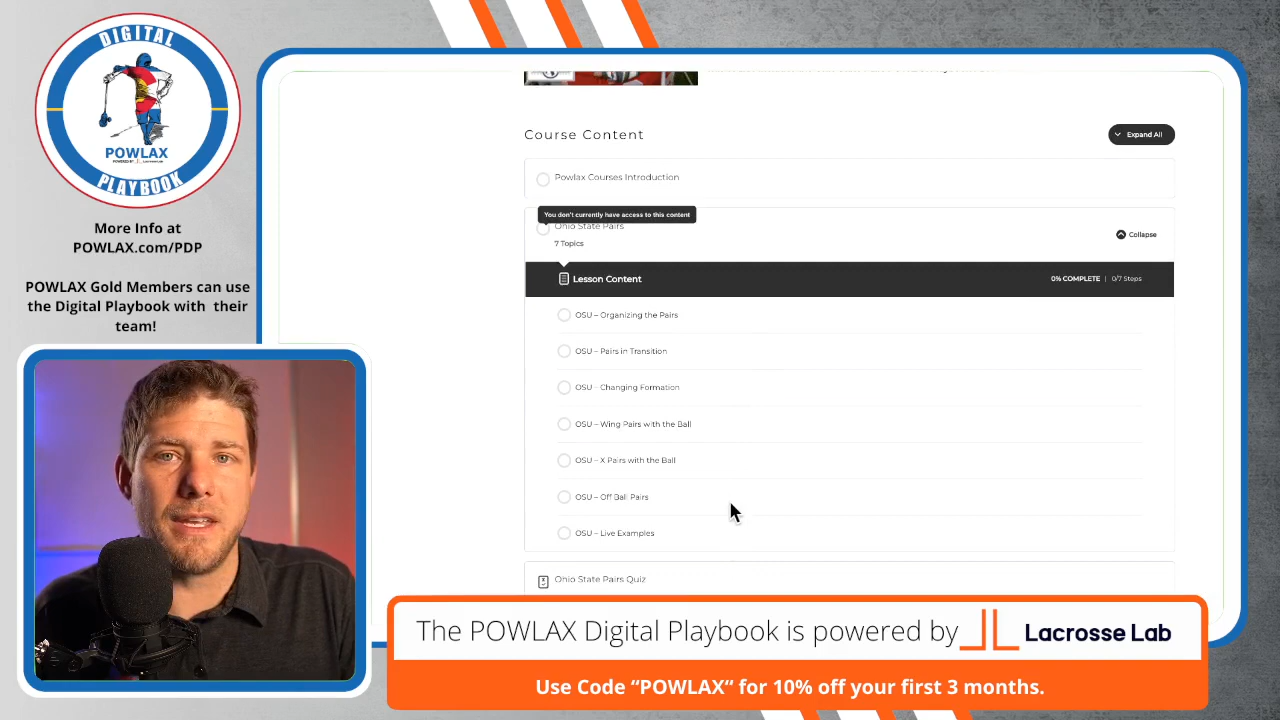 DIGITAL
POWLAX
PLAYBOOK
More Info at
POWLAX.com/PDP
POWLAX Gold Members can use
the Digital Playbook with their
team!
Course Content
Expand All
Powlax Courses Introduction
You don't currently have access to this content
Ohio State Pairs
7 Topics
Collapse
Lesson Content
0% COMPLETE | 0/7 Steps
OSU – Organizing the Pairs
OSU – Pairs in Transition
OSU – Changing Formation
OSU – Wing Pairs with the Ball
OSU – X Pairs with the Ball
OSU – Off Ball Pairs
OSU – Live Examples
Ohio State Pairs Quiz
The POWLAX Digital Playbook is powered by Lacrosse Lab
Use Code “POWLAX“ for 10% off your first 3 months.